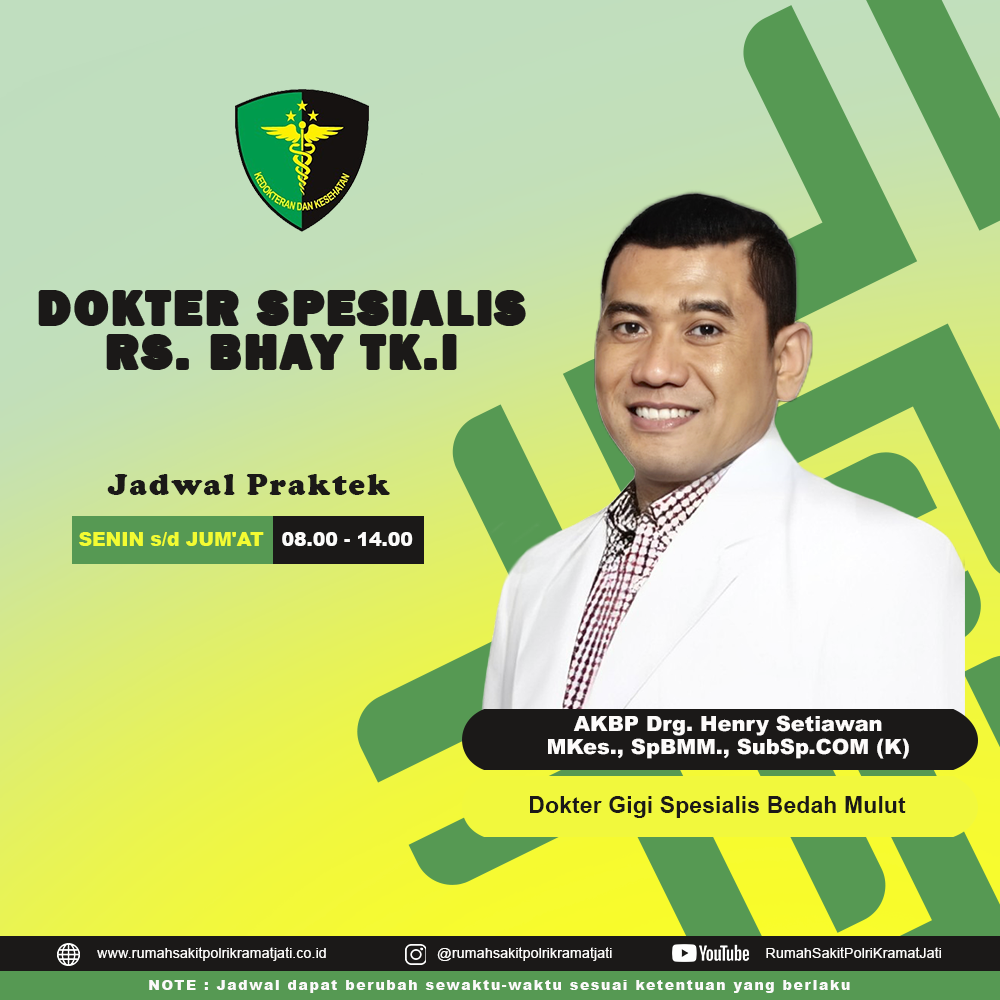 KEDOKTERAN DAN KESEHATAN
DOKTER SPESIALIS
RS. BHAY TK.I
Jadwal Praktek
SENIN s/d JUM'AT 08.00 - 14.00
AKBP Drg. Henry Setiawan
MKes., SpBMM., SubSp.COM (K)
Dokter Gigi Spesialis Bedah Mulut
www.rumahsakitpolrikramatjati.co.id @rumahsakitpolrikramatjati YouTube RumahSakitPolriKramatJati
NOTE : Jadwal dapat berubah sewaktu-waktu sesuai ketentuan yang berlaku